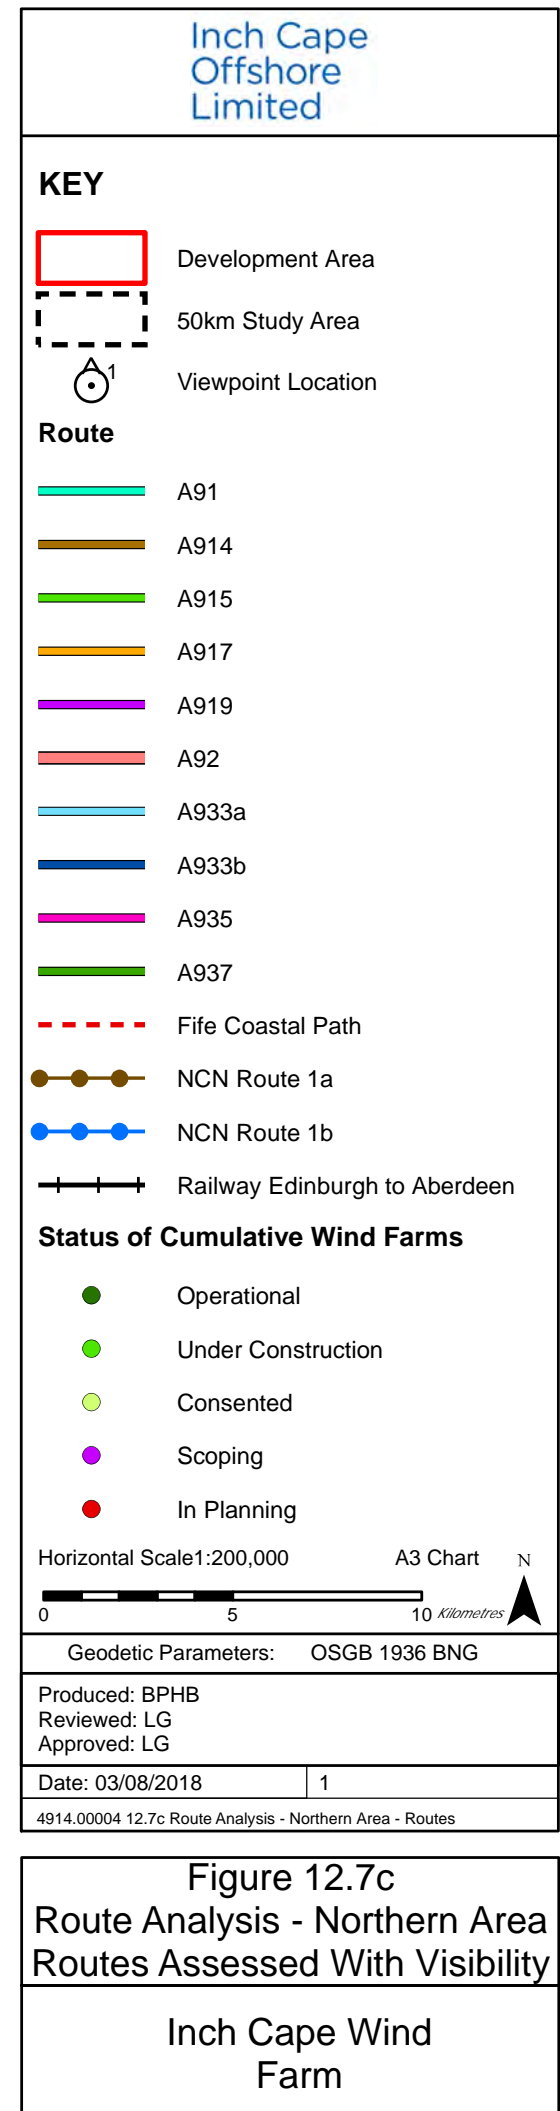 Inch Cape
Offshore
Limited
KEY
Development Area
50km Study Area
1
Viewpoint Location
Route
A91
A914
A915
A917
A919
A92
A933a
A933b
A935
A937
Fife Coastal Path
NCN Route 1a
NCN Route 1b
Railway Edinburgh to Aberdeen
Status of Cumulative Wind Farms
Operational
Under Construction
Consented
Scoping
In Planning
Horizontal Scale1:200,000 A3 Chart N
0 5 10 Kilometres
Geodetic Parameters: OSGB 1936 BNG
Produced: BPHB
Reviewed: LG
Approved: LG
Date: 03/08/2018 1
4914.00004 12.7c Route Analysis - Northern Area - Routes
Figure 12.7c
Route Analysis - Northern Area
Routes Assessed With Visibility
Inch Cape Wind
Farm